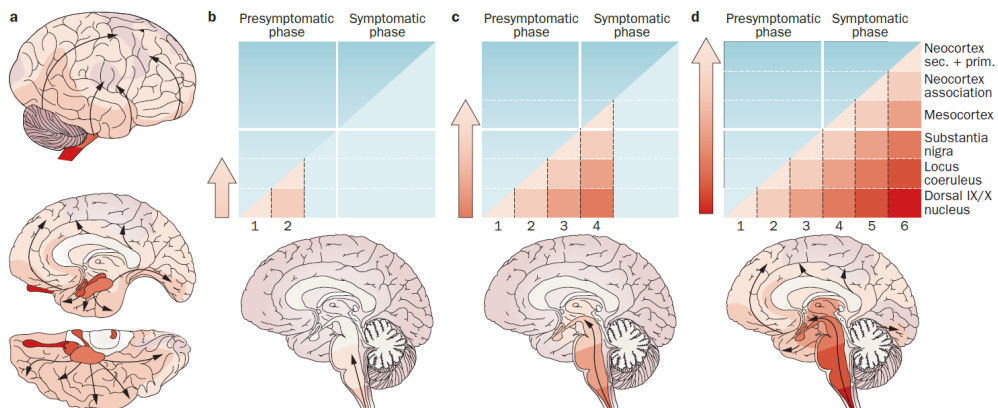 a
b
Presymptomatic
phase
Symptomatic
phase
1 2
c
Presymptomatic
phase
Symptomatic
phase
1 2 3 4
d
Presymptomatic
phase
Symptomatic
phase
Neocortex
sec. + prim.
Neocortex
association
Mesocortex
Substantia
nigra
Locus
coeruleus
Dorsal IX/X
nucleus
1 2 3 4 5 6